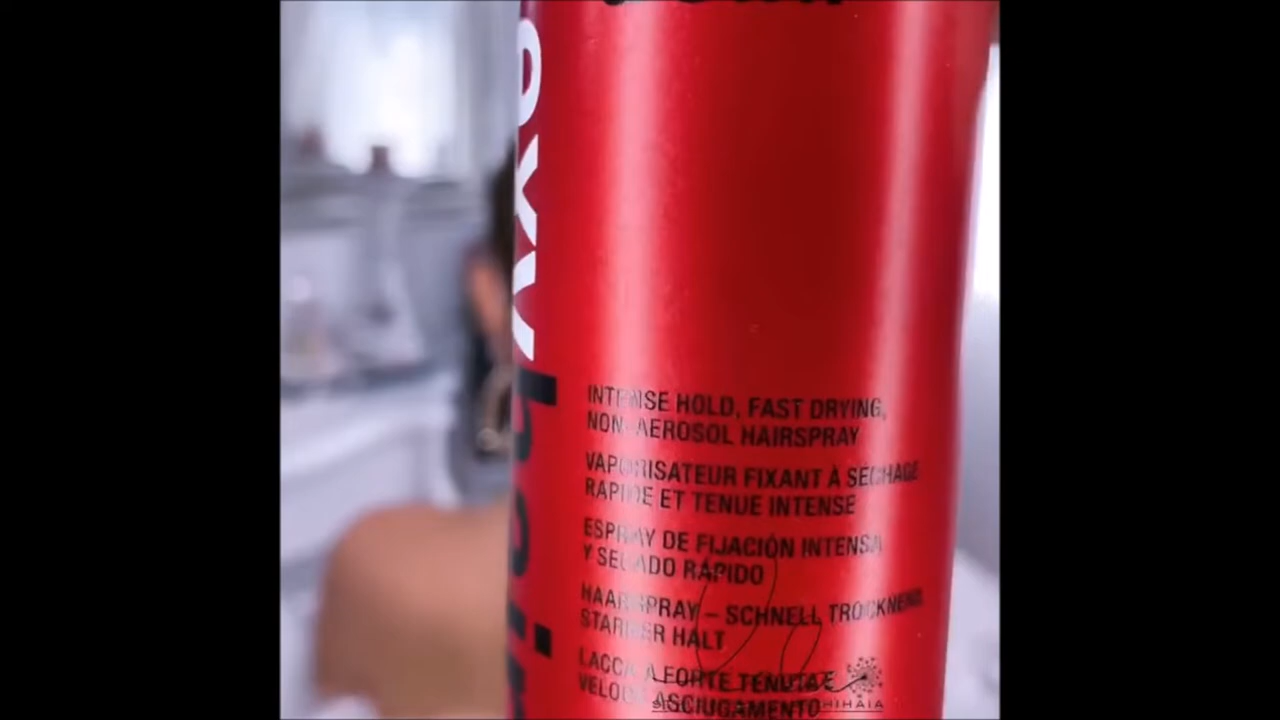 INTENSE HOLD, FAST DRYING,
NON-AEROSOL HAIRSPRAY
VAPORISATEUR FIXANT À SÉCHAGE
RAPIDE ET TENUE INTENSE
ESPRAY DE FIJACIÓN INTENSA
Y SECADO RÁPIDO
HAARSPRAY – SCHNELL TROCKNEND
STARKER HALT
LACCA A FORTE TENUTA E
VELOCE ASCIUGAMENTO